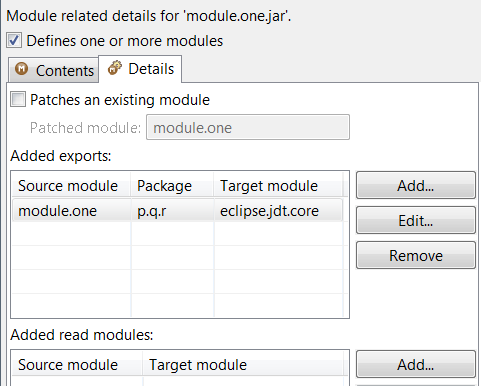 Module related details for 'module.one.jar'.
Defines one or more modules
Contents Details
Patches an existing module
Patched module: module.one
Added exports:
Source module Package Target module Add...
module.one p.q.r eclipse.jdt.core Edit...
Remove
Added read modules:
Source module Target module Add...